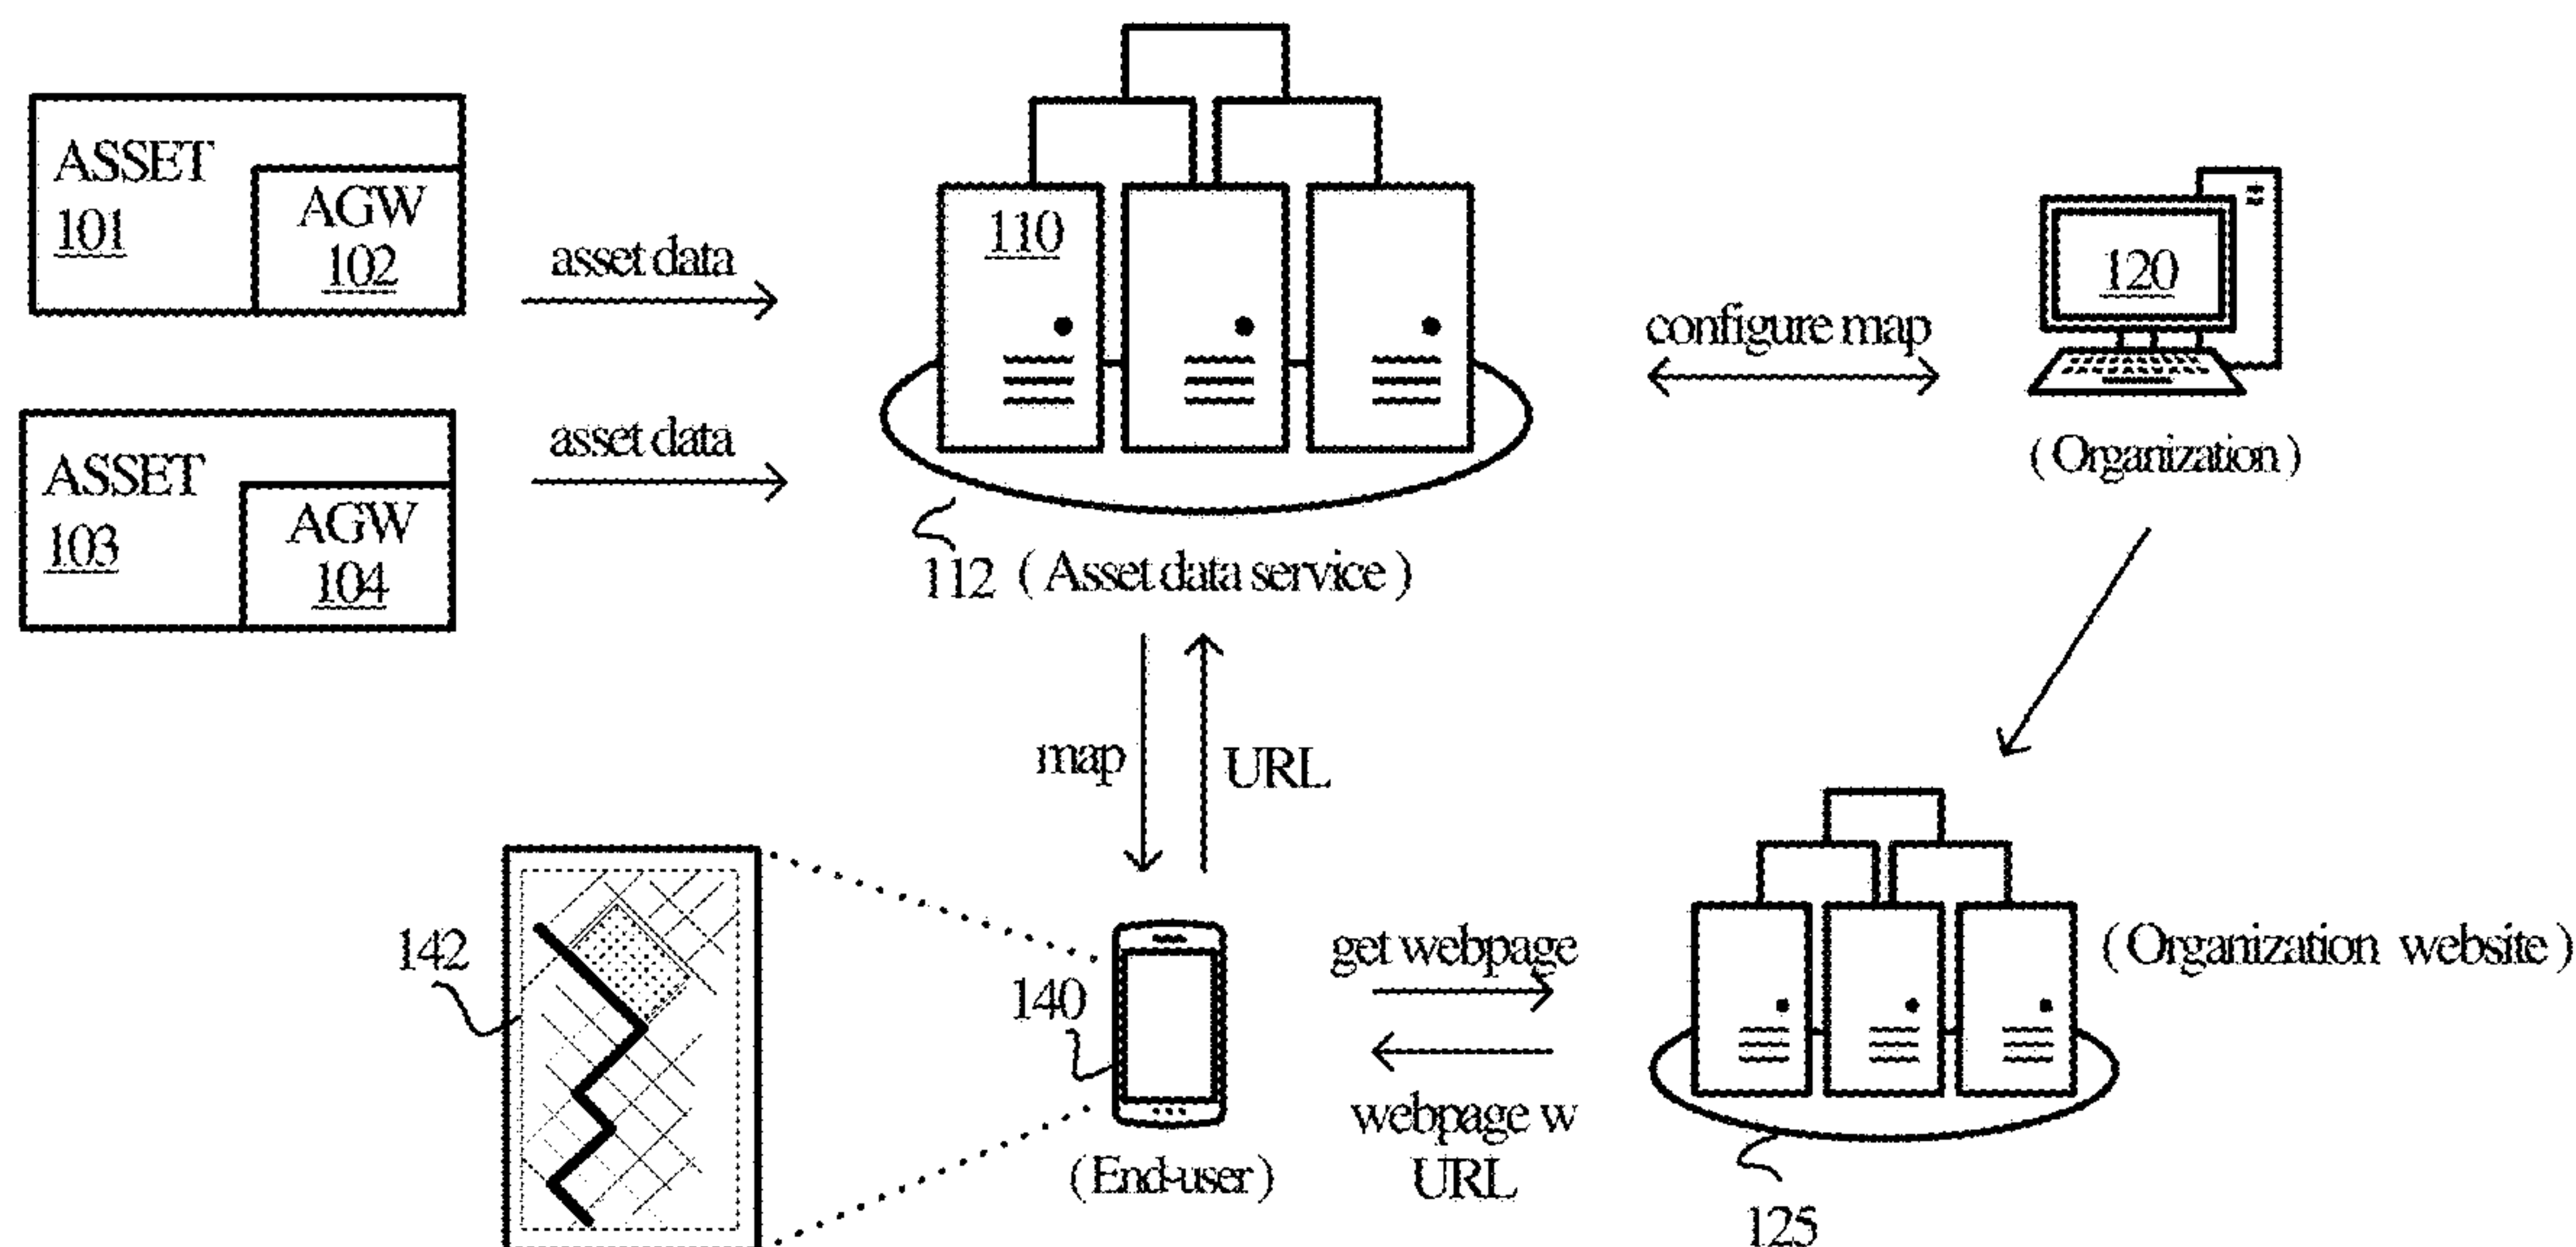 ASSET
101
AGW
102
asset data
110
120
configure map
(Organization)
ASSET
103
AGW
104
asset data
112 (Asset data service)
map
URL
142
140
get webpage
(Organization website)
webpage w
URL
(End-user)
125